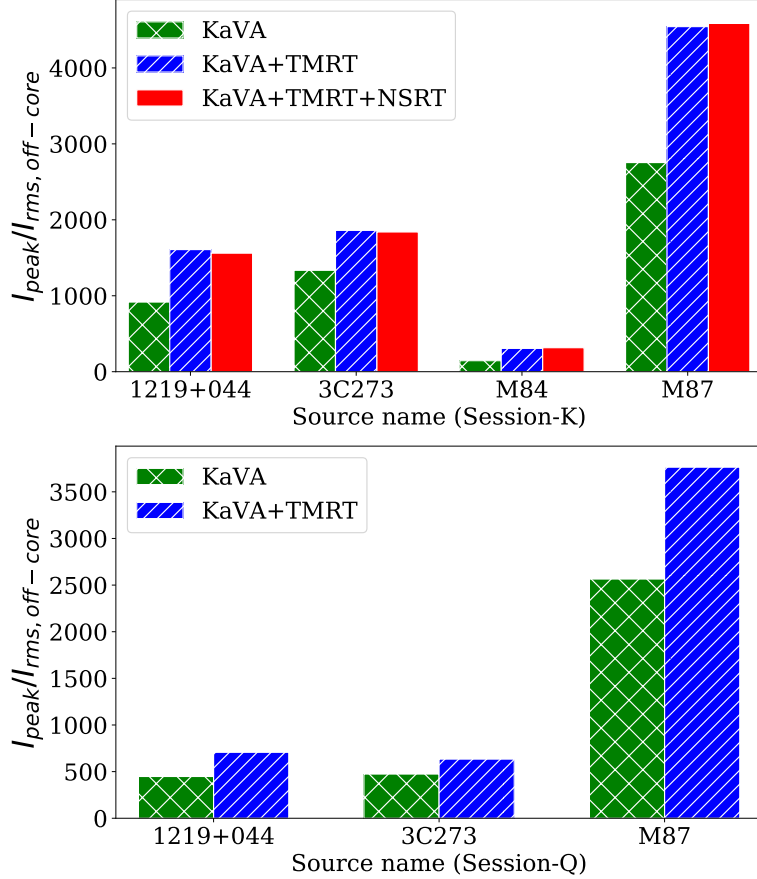 KaVA
KaVA+TMRT
KaVA+TMRT+NSRT
4000
3000
2000
1000
0
I_peak/I_rms, off−core
1219+044 3C273 M84 M87
Source name (Session-K)
KaVA
KaVA+TMRT
3500
3000
2500
2000
1500
1000
500
0
I_peak/I_rms, off−core
1219+044 3C273 M87
Source name (Session-Q)